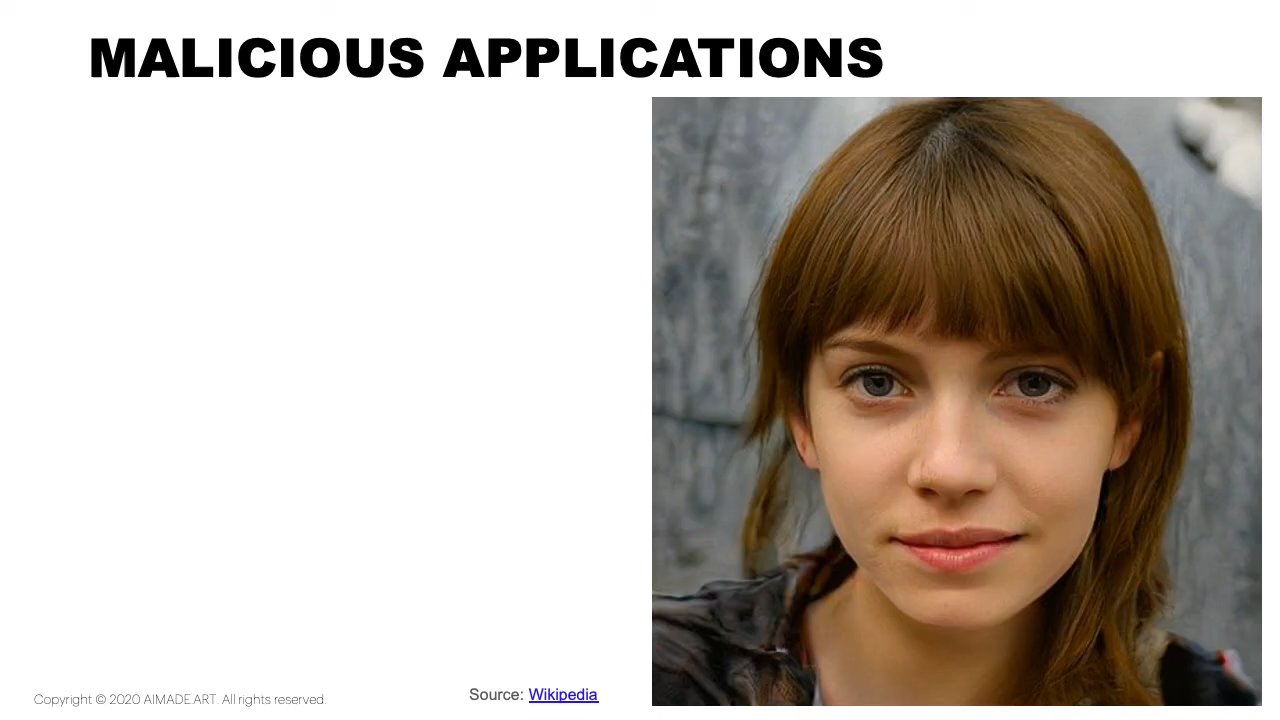 MALICIOUS APPLICATIONS
Copyright © 2020 AIMADE.ART. All rights reserved.
Source: Wikipedia